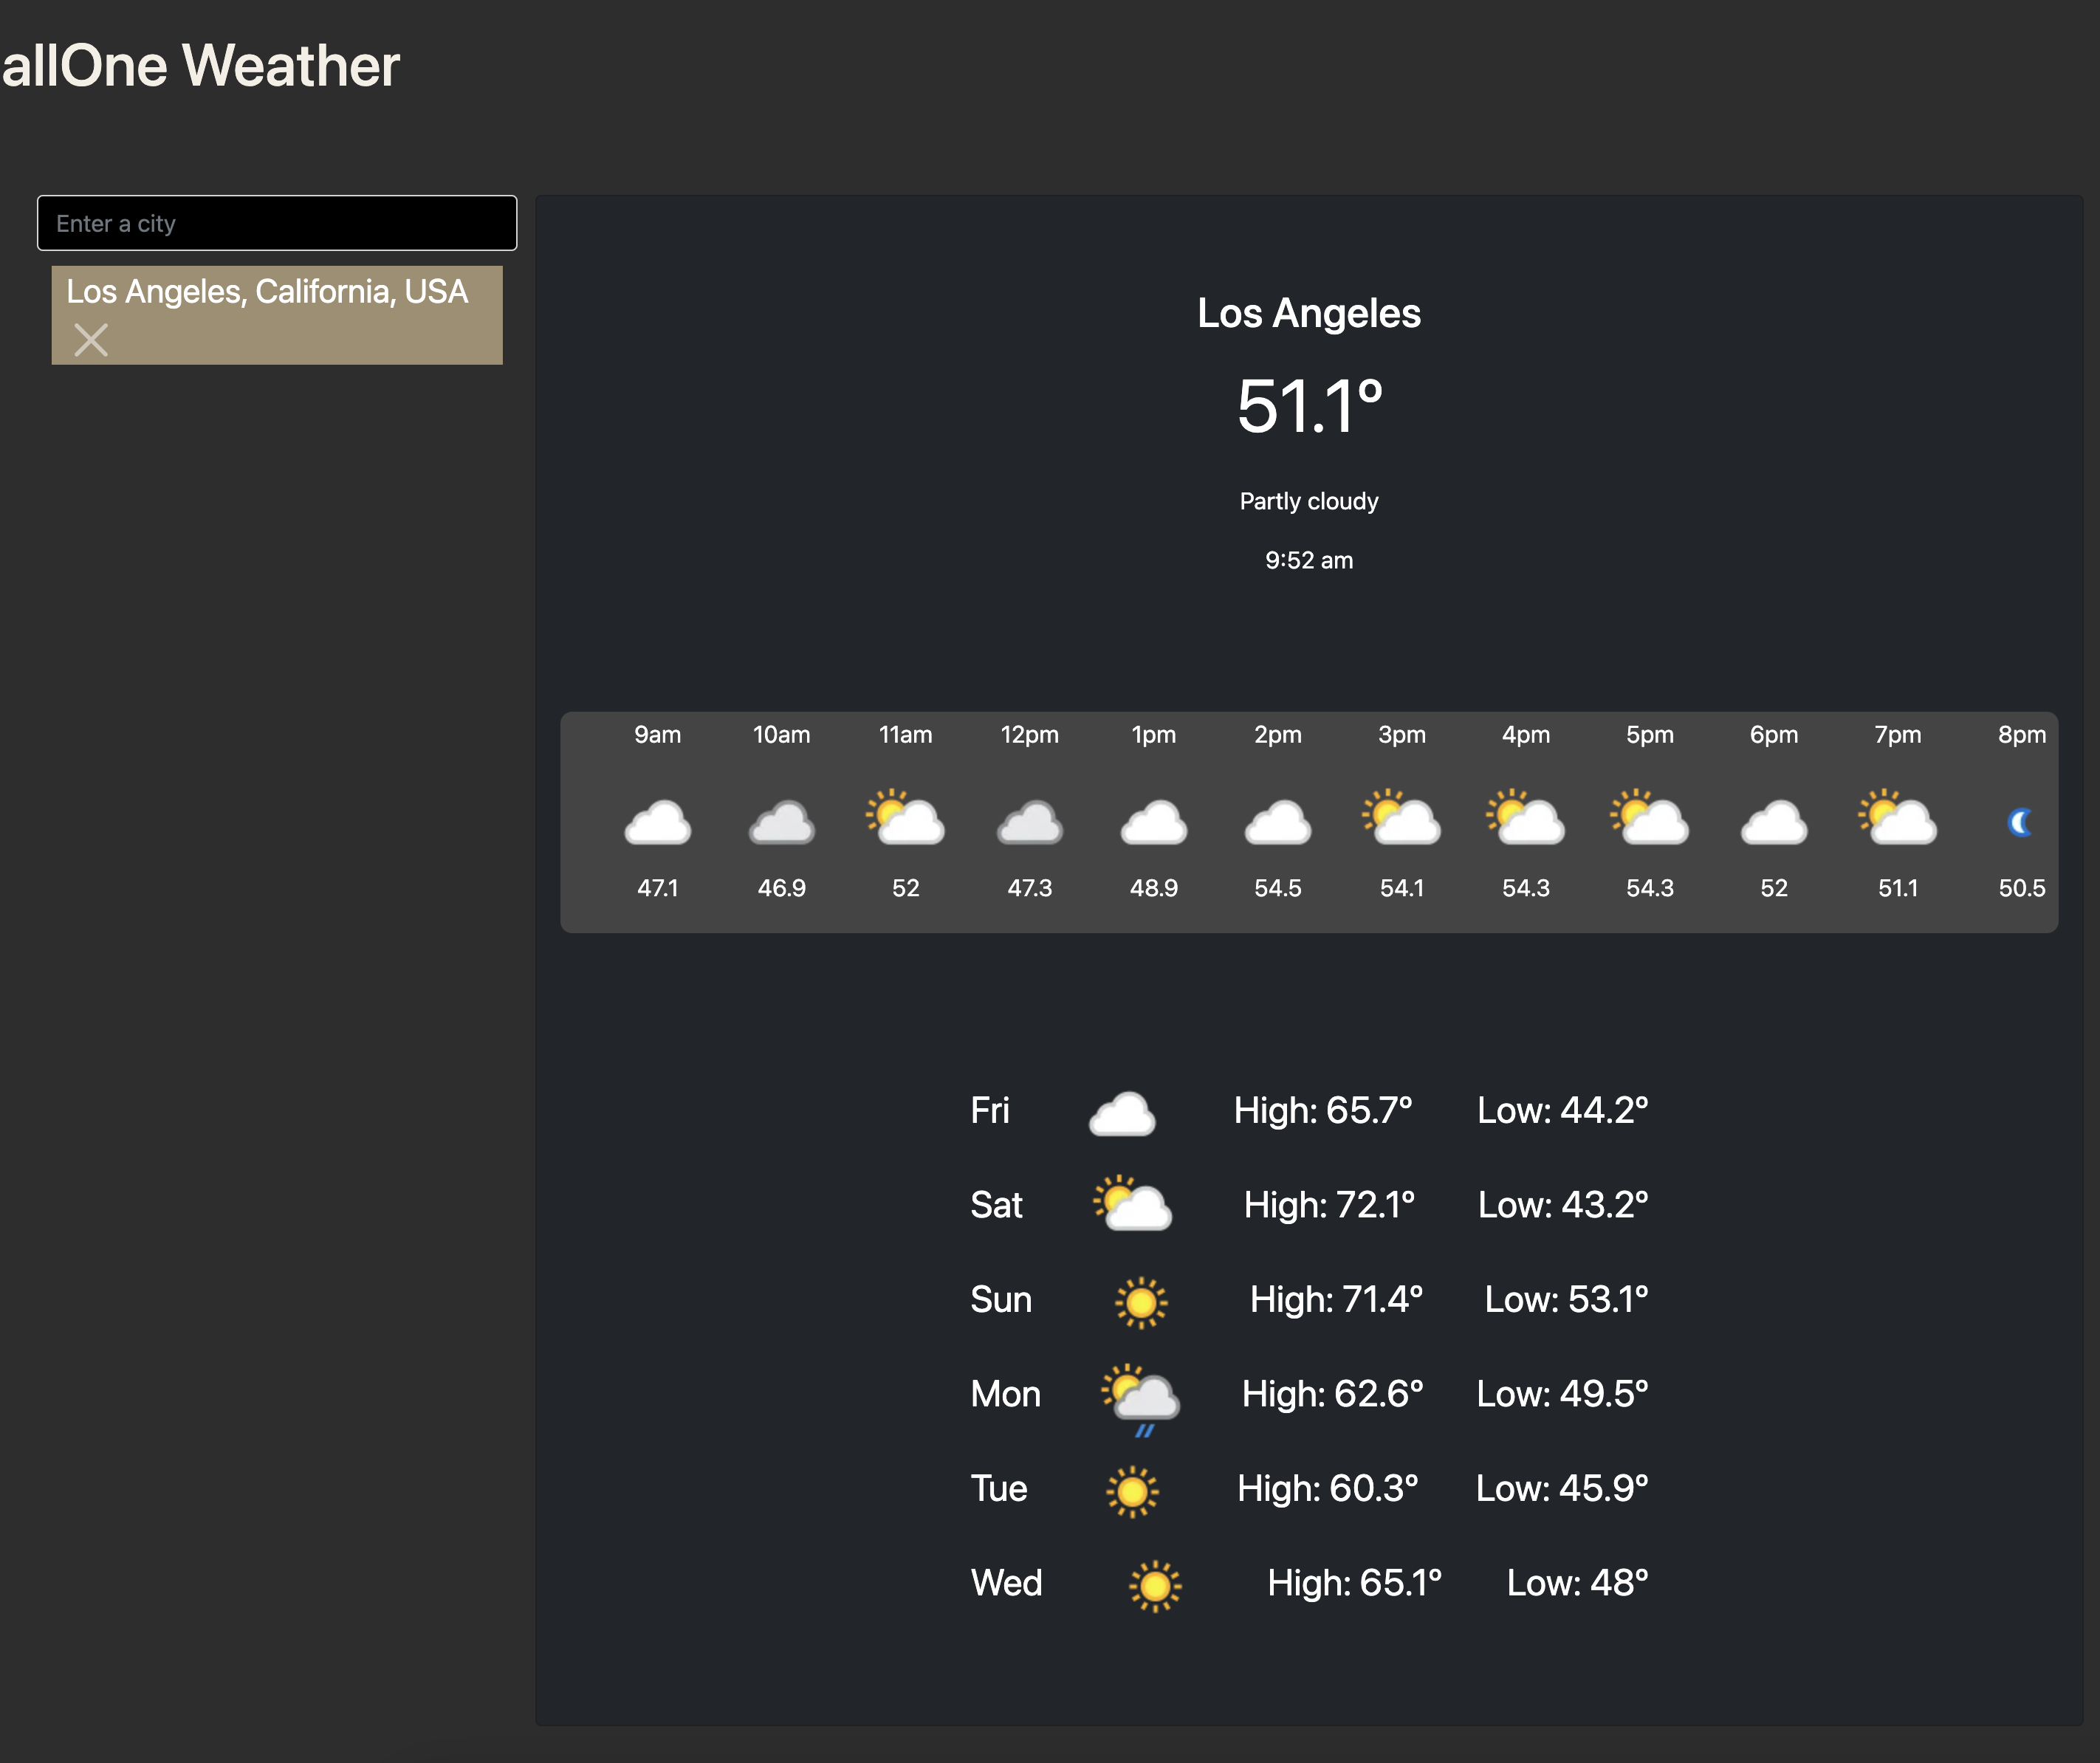 allOne Weather
Enter a city
Los Angeles, California, USA
Los Angeles
51.1°
Partly cloudy
9:52 am
9am 10am 11am 12pm 1pm 2pm 3pm 4pm 5pm 6pm 7pm 8pm
47.1 46.9 52 47.3 48.9 54.5 54.1 54.3 54.3 52 51.1 50.5
Fri High: 65.7° Low: 44.2°
Sat High: 72.1° Low: 43.2°
Sun High: 71.4° Low: 53.1°
Mon High: 62.6° Low: 49.5°
Tue High: 60.3° Low: 45.9°
Wed High: 65.1° Low: 48°